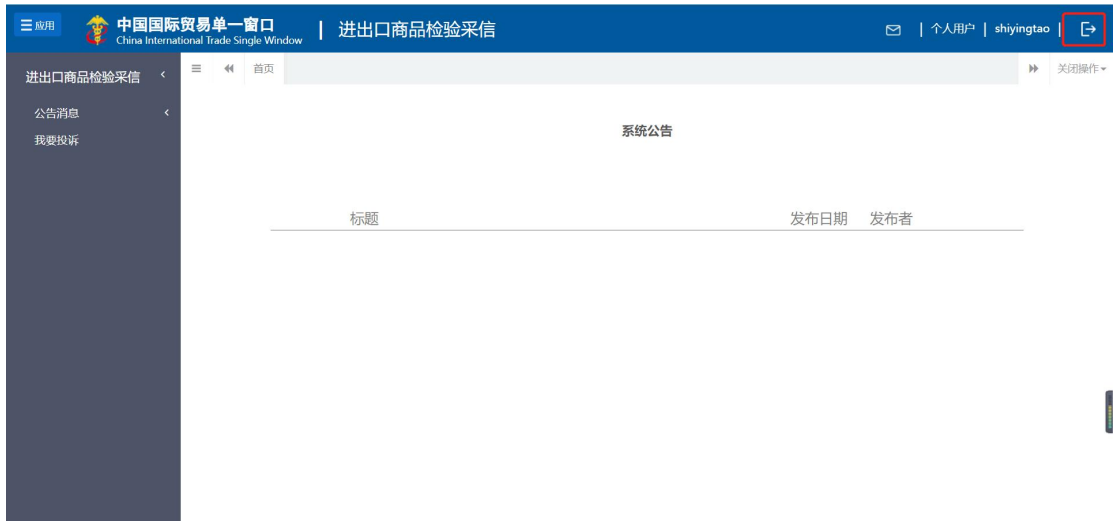 应用
中国国际贸易单一窗口
China International Trade Single Window
进出口商品检验采信
个人用户 | shiyingtao |
进出口商品检验采信
首页
关闭操作
公告消息
我要投诉
系统公告
标题 发布日期 发布者